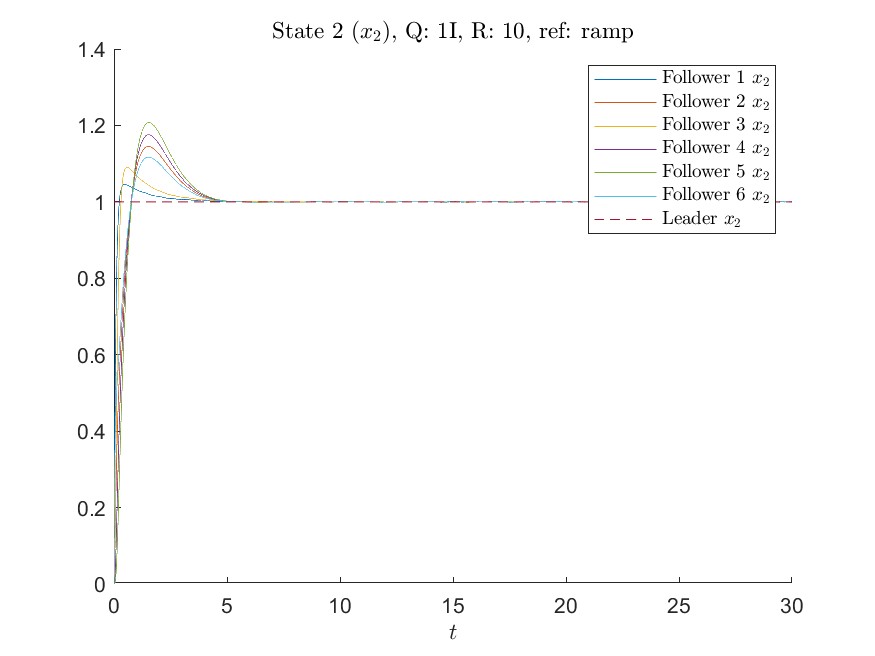 State 2 (x₂), Q: 1I, R: 10, ref: ramp
1.4
1.2
1
0.8
0.6
0.4
0.2
0
0 5 10 15 20 25 30
t
Follower 1 x₂
Follower 2 x₂
Follower 3 x₂
Follower 4 x₂
Follower 5 x₂
Follower 6 x₂
Leader x₂